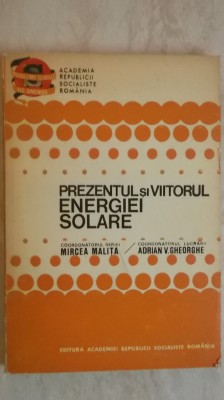 ACADEMIA
REPUBLICII
SOCIALISTE
ROMÂNIA
PREZENTUL ȘI VIITORUL
ENERGIEI
SOLARE
COORDONATORUL SERIEI
MIRCEA MALIȚA
COORDONATORUL LUCRĂRII
ADRIAN V. GHEORGHE
EDITURA ACADEMIEI REPUBLICII SOCIALISTE ROMÂNIA